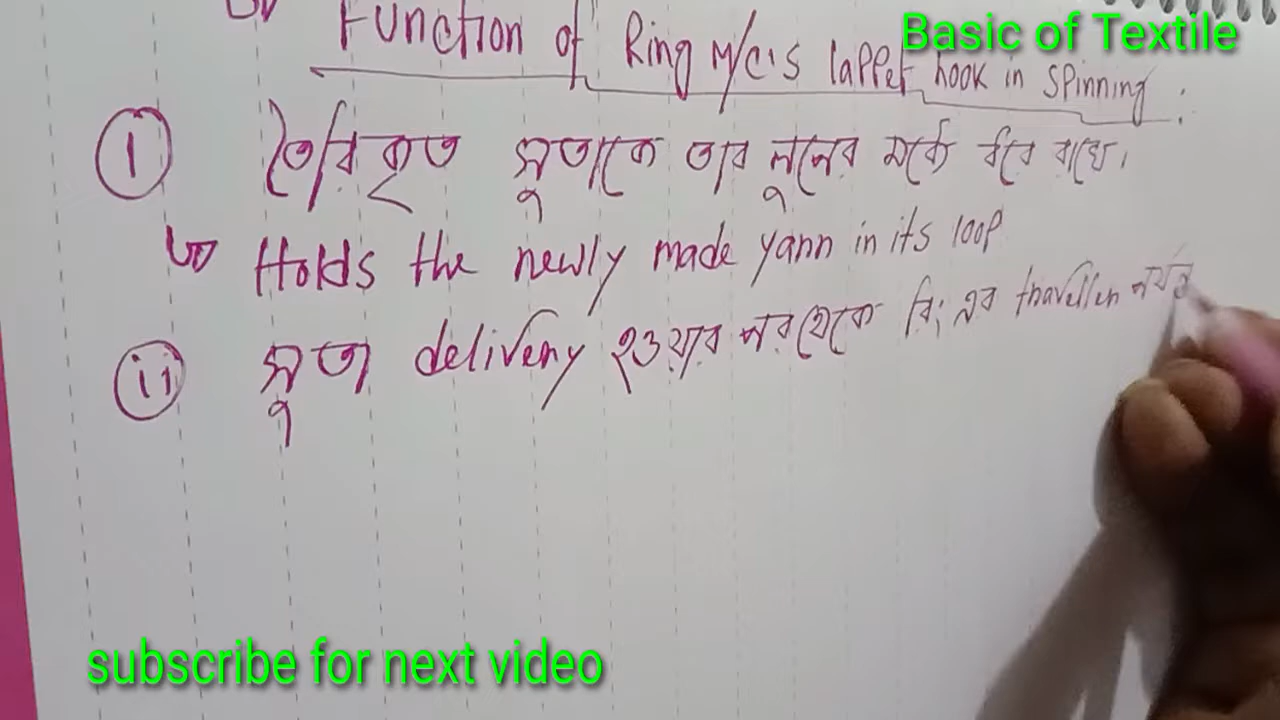 Basic of Textile
Function of Ring M/C's lappet hook in spinning :
i তৈরিকৃত সুতাকে তার লুপের মধ্যে ধরে রাখে।
Holds the newly made yarn in its loop
ii সুতা delivery হওয়ার পর থেকে রিং এর traveller পর্যন্ত
subscribe for next video